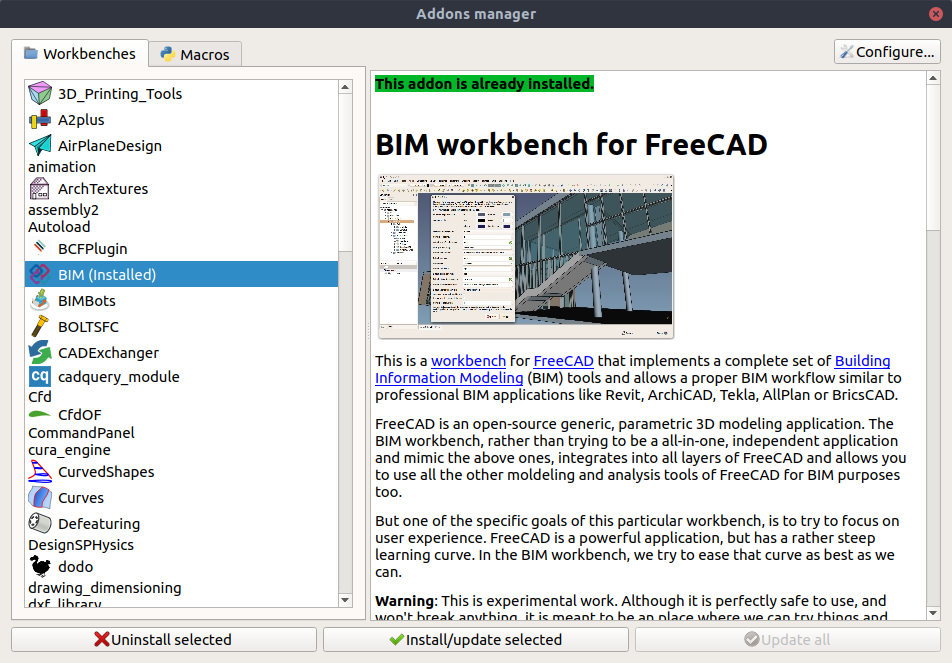 Addons manager
Workbenches
Macros
Configure...
3D_Printing_Tools
A2plus
AirPlaneDesign
animation
ArchTextures
assembly2
Autoload
BCFPlugin
BIM (Installed)
BIMBots
BOLTSFC
CADExchanger
cq cadquery_module
Cfd
CfdOF
CommandPanel
cura_engine
CurvedShapes
Curves
Defeaturing
DesignSPHysics
dodo
drawing_dimensioning
dxf_library
This addon is already installed.
BIM workbench for FreeCAD
This is a workbench for FreeCAD that implements a complete set of Building
Information Modeling (BIM) tools and allows a proper BIM workflow similar to
professional BIM applications like Revit, ArchiCAD, Tekla, AllPlan or BricsCAD.
FreeCAD is an open-source generic, parametric 3D modeling application. The
BIM workbench, rather than trying to be a all-in-one, independent application
and mimic the above ones, integrates into all layers of FreeCAD and allows you
to use all the other moldeling and analysis tools of FreeCAD for BIM purposes
too.
But one of the specific goals of this particular workbench, is to try to focus on
user experience. FreeCAD is a powerful application, but has a rather steep
learning curve. In the BIM workbench, we try to ease that curve as best as we
can.
Warning: This is experimental work. Although it is perfectly safe to use, and
won't break anything, it is meant to be an place where we can try things and
Uninstall selected
Install/update selected
Update all